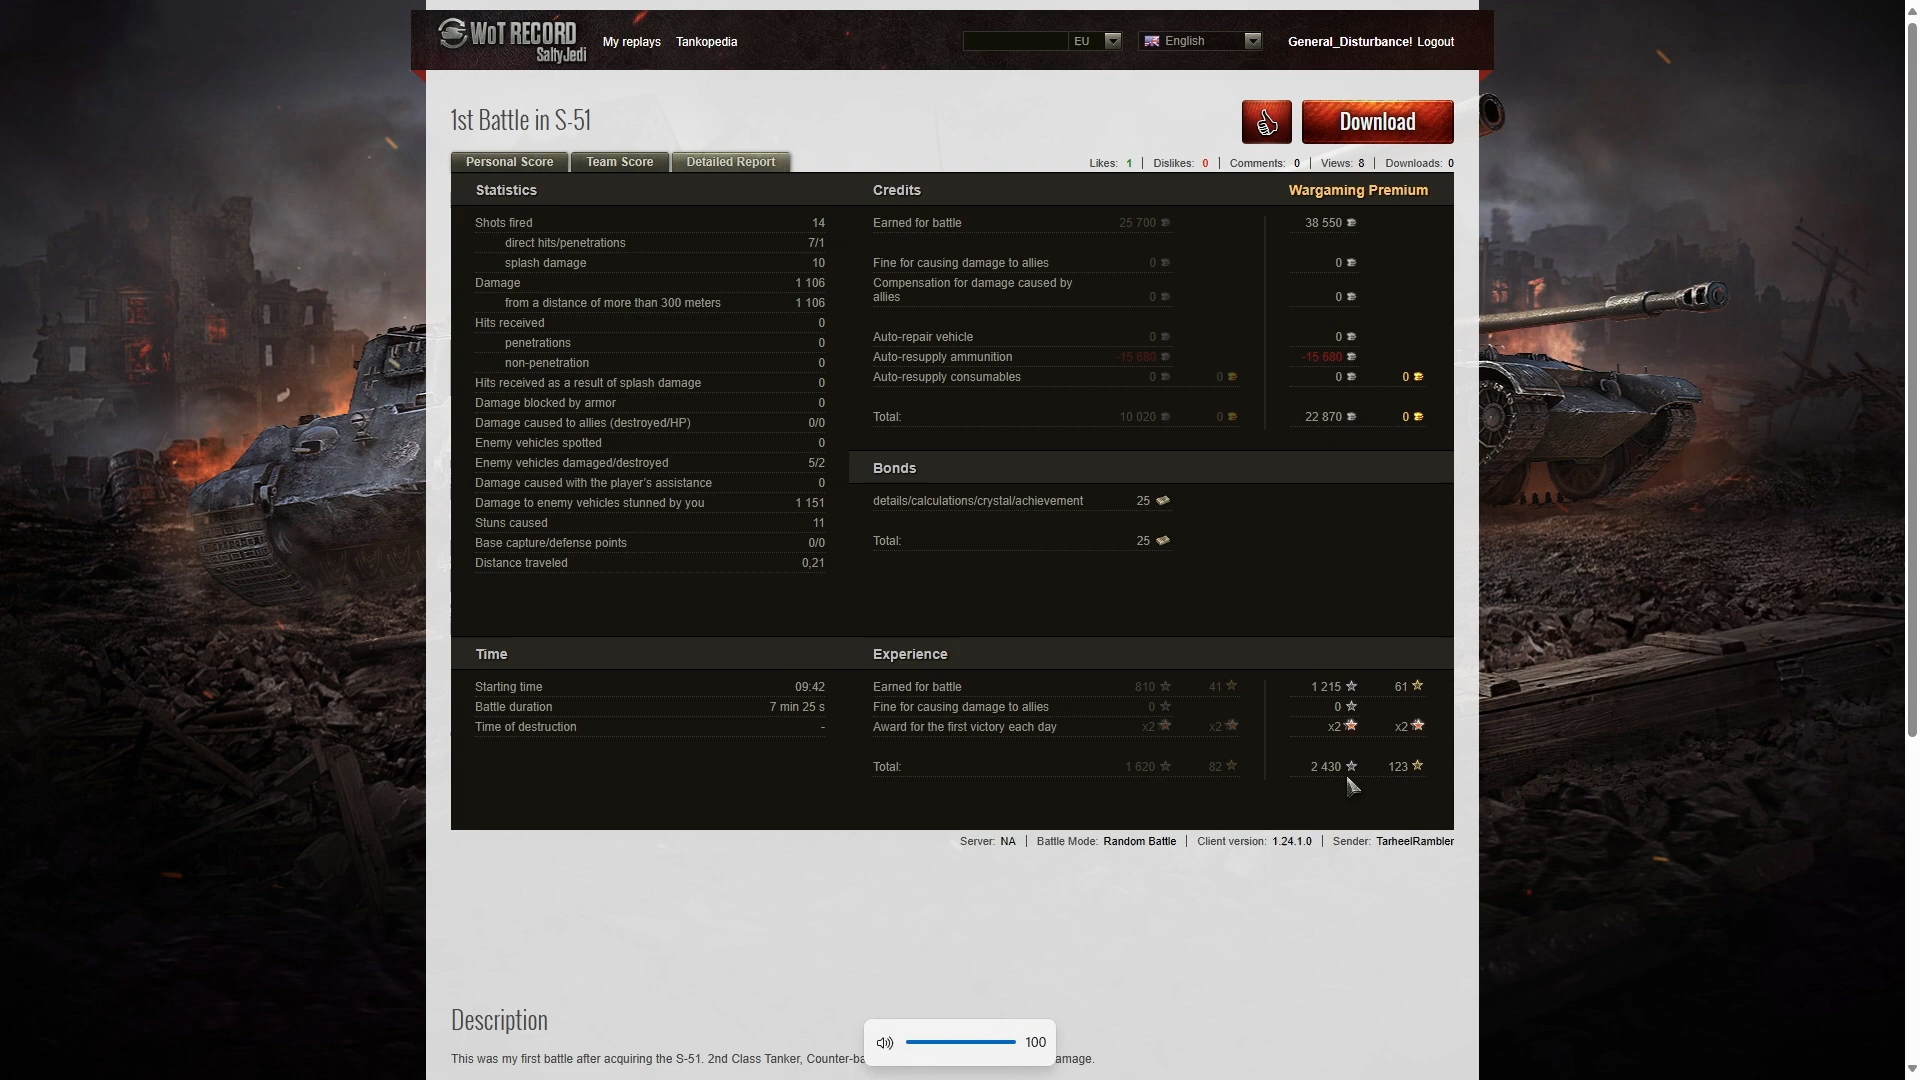 WoT RECORD
SaltyJedi
My replays Tankopedia
EU
English
General_Disturbance! Logout
1st Battle in S-51
Download
Personal Score Team Score Detailed Report
Likes: 1 | Dislikes: 0 | Comments: 0 | Views: 8 | Downloads: 0
Statistics
Shots fired 14
direct hits/penetrations 7/1
splash damage 10
Damage 1 106
from a distance of more than 300 meters 1 106
Hits received 0
penetrations 0
non-penetration 0
Hits received as a result of splash damage 0
Damage blocked by armor 0
Damage caused to allies (destroyed/HP) 0/0
Enemy vehicles spotted 0
Enemy vehicles damaged/destroyed 5/2
Damage caused with the player's assistance 0
Damage to enemy vehicles stunned by you 1 151
Stuns caused 11
Base capture/defense points 0/0
Distance traveled 0,21
Credits Wargaming Premium
Earned for battle 25 700 38 550
Fine for causing damage to allies 0 0
Compensation for damage caused by
allies 0 0
Auto-repair vehicle 0 0
Auto-resupply ammunition -15 680 -15 680
Auto-resupply consumables 0 0 0 0
Total: 10 020 0 22 870 0
Bonds
details/calculations/crystal/achievement 25
Total: 25
Time
Starting time 09:42
Battle duration 7 min 25 s
Time of destruction -
Experience
Earned for battle 810 41 1 215 61
Fine for causing damage to allies 0 0
Award for the first victory each day x2 x2 x2 x2
Total: 1 620 82 2 430 123
Server: NA | Battle Mode: Random Battle | Client version: 1.24.1.0 | Sender: TarheelRambler
Description
This was my first battle after acquiring the S-51. 2nd Class Tanker, Counter-ba amage.
100